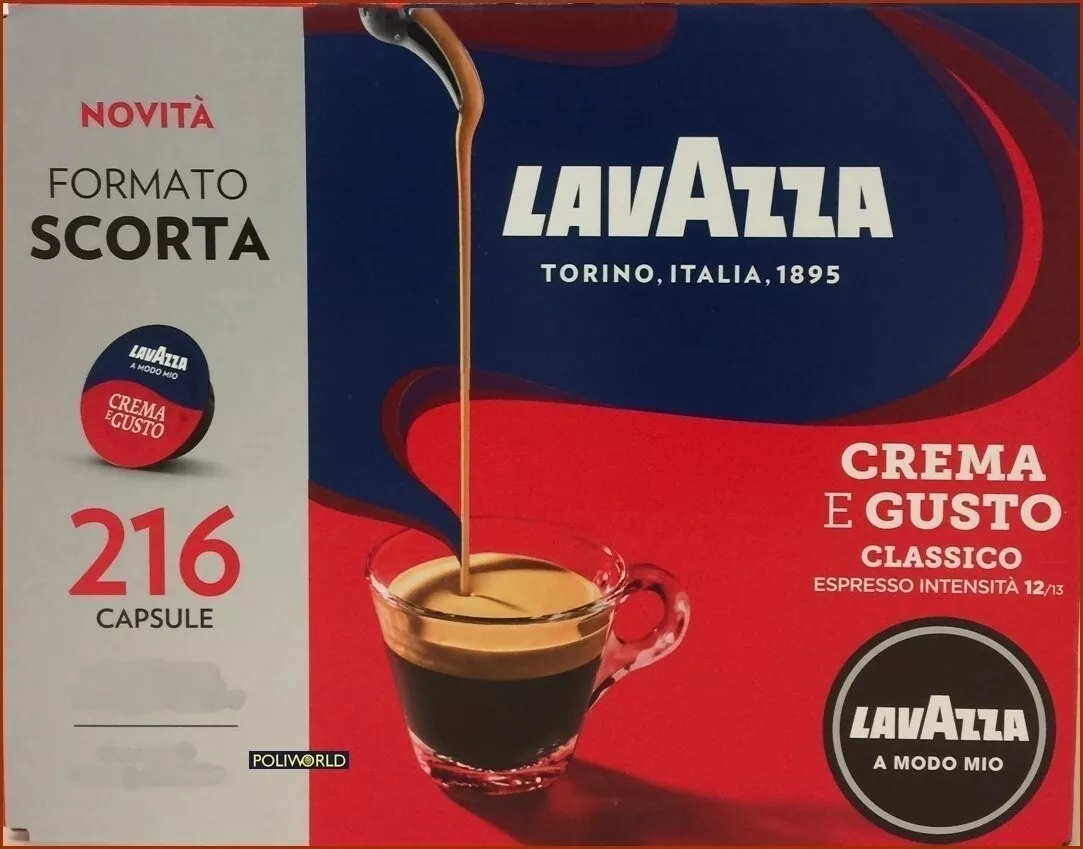 NOVITÀ
FORMATO
SCORTA
LAVAZZA
A MODO MIO
CREMA
E GUSTO
216
CAPSULE
POLIWORLD
LAVAZZA
TORINO, ITALIA, 1895
CREMA
E GUSTO
CLASSICO
ESPRESSO INTENSITÀ 12/13
LAVAZZA
A MODO MIO